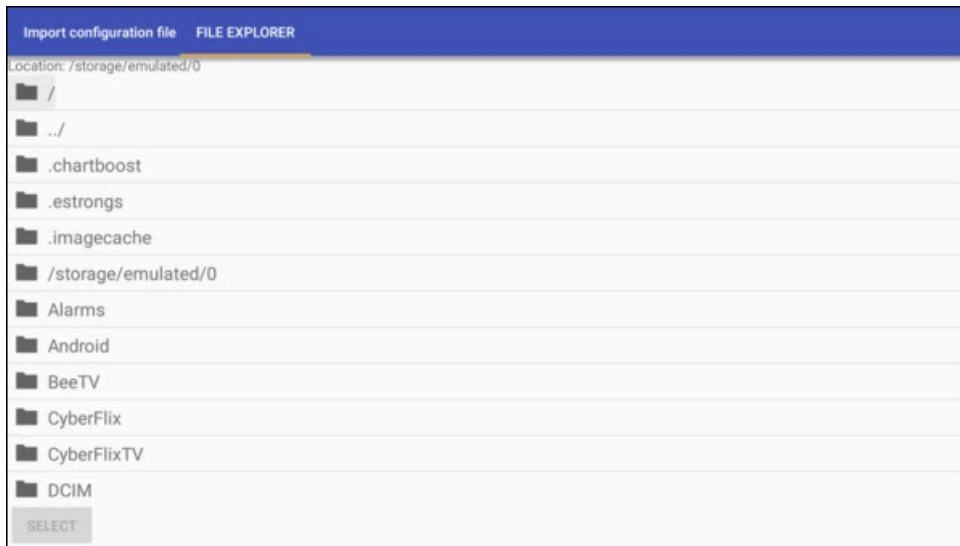 Import configuration file FILE EXPLORER
Location: /storage/emulated/0
/
../
.chartboost
.estrongs
.imagecache
/storage/emulated/0
Alarms
Android
BeeTV
CyberFlix
CyberFlixTV
DCIM
SELECT